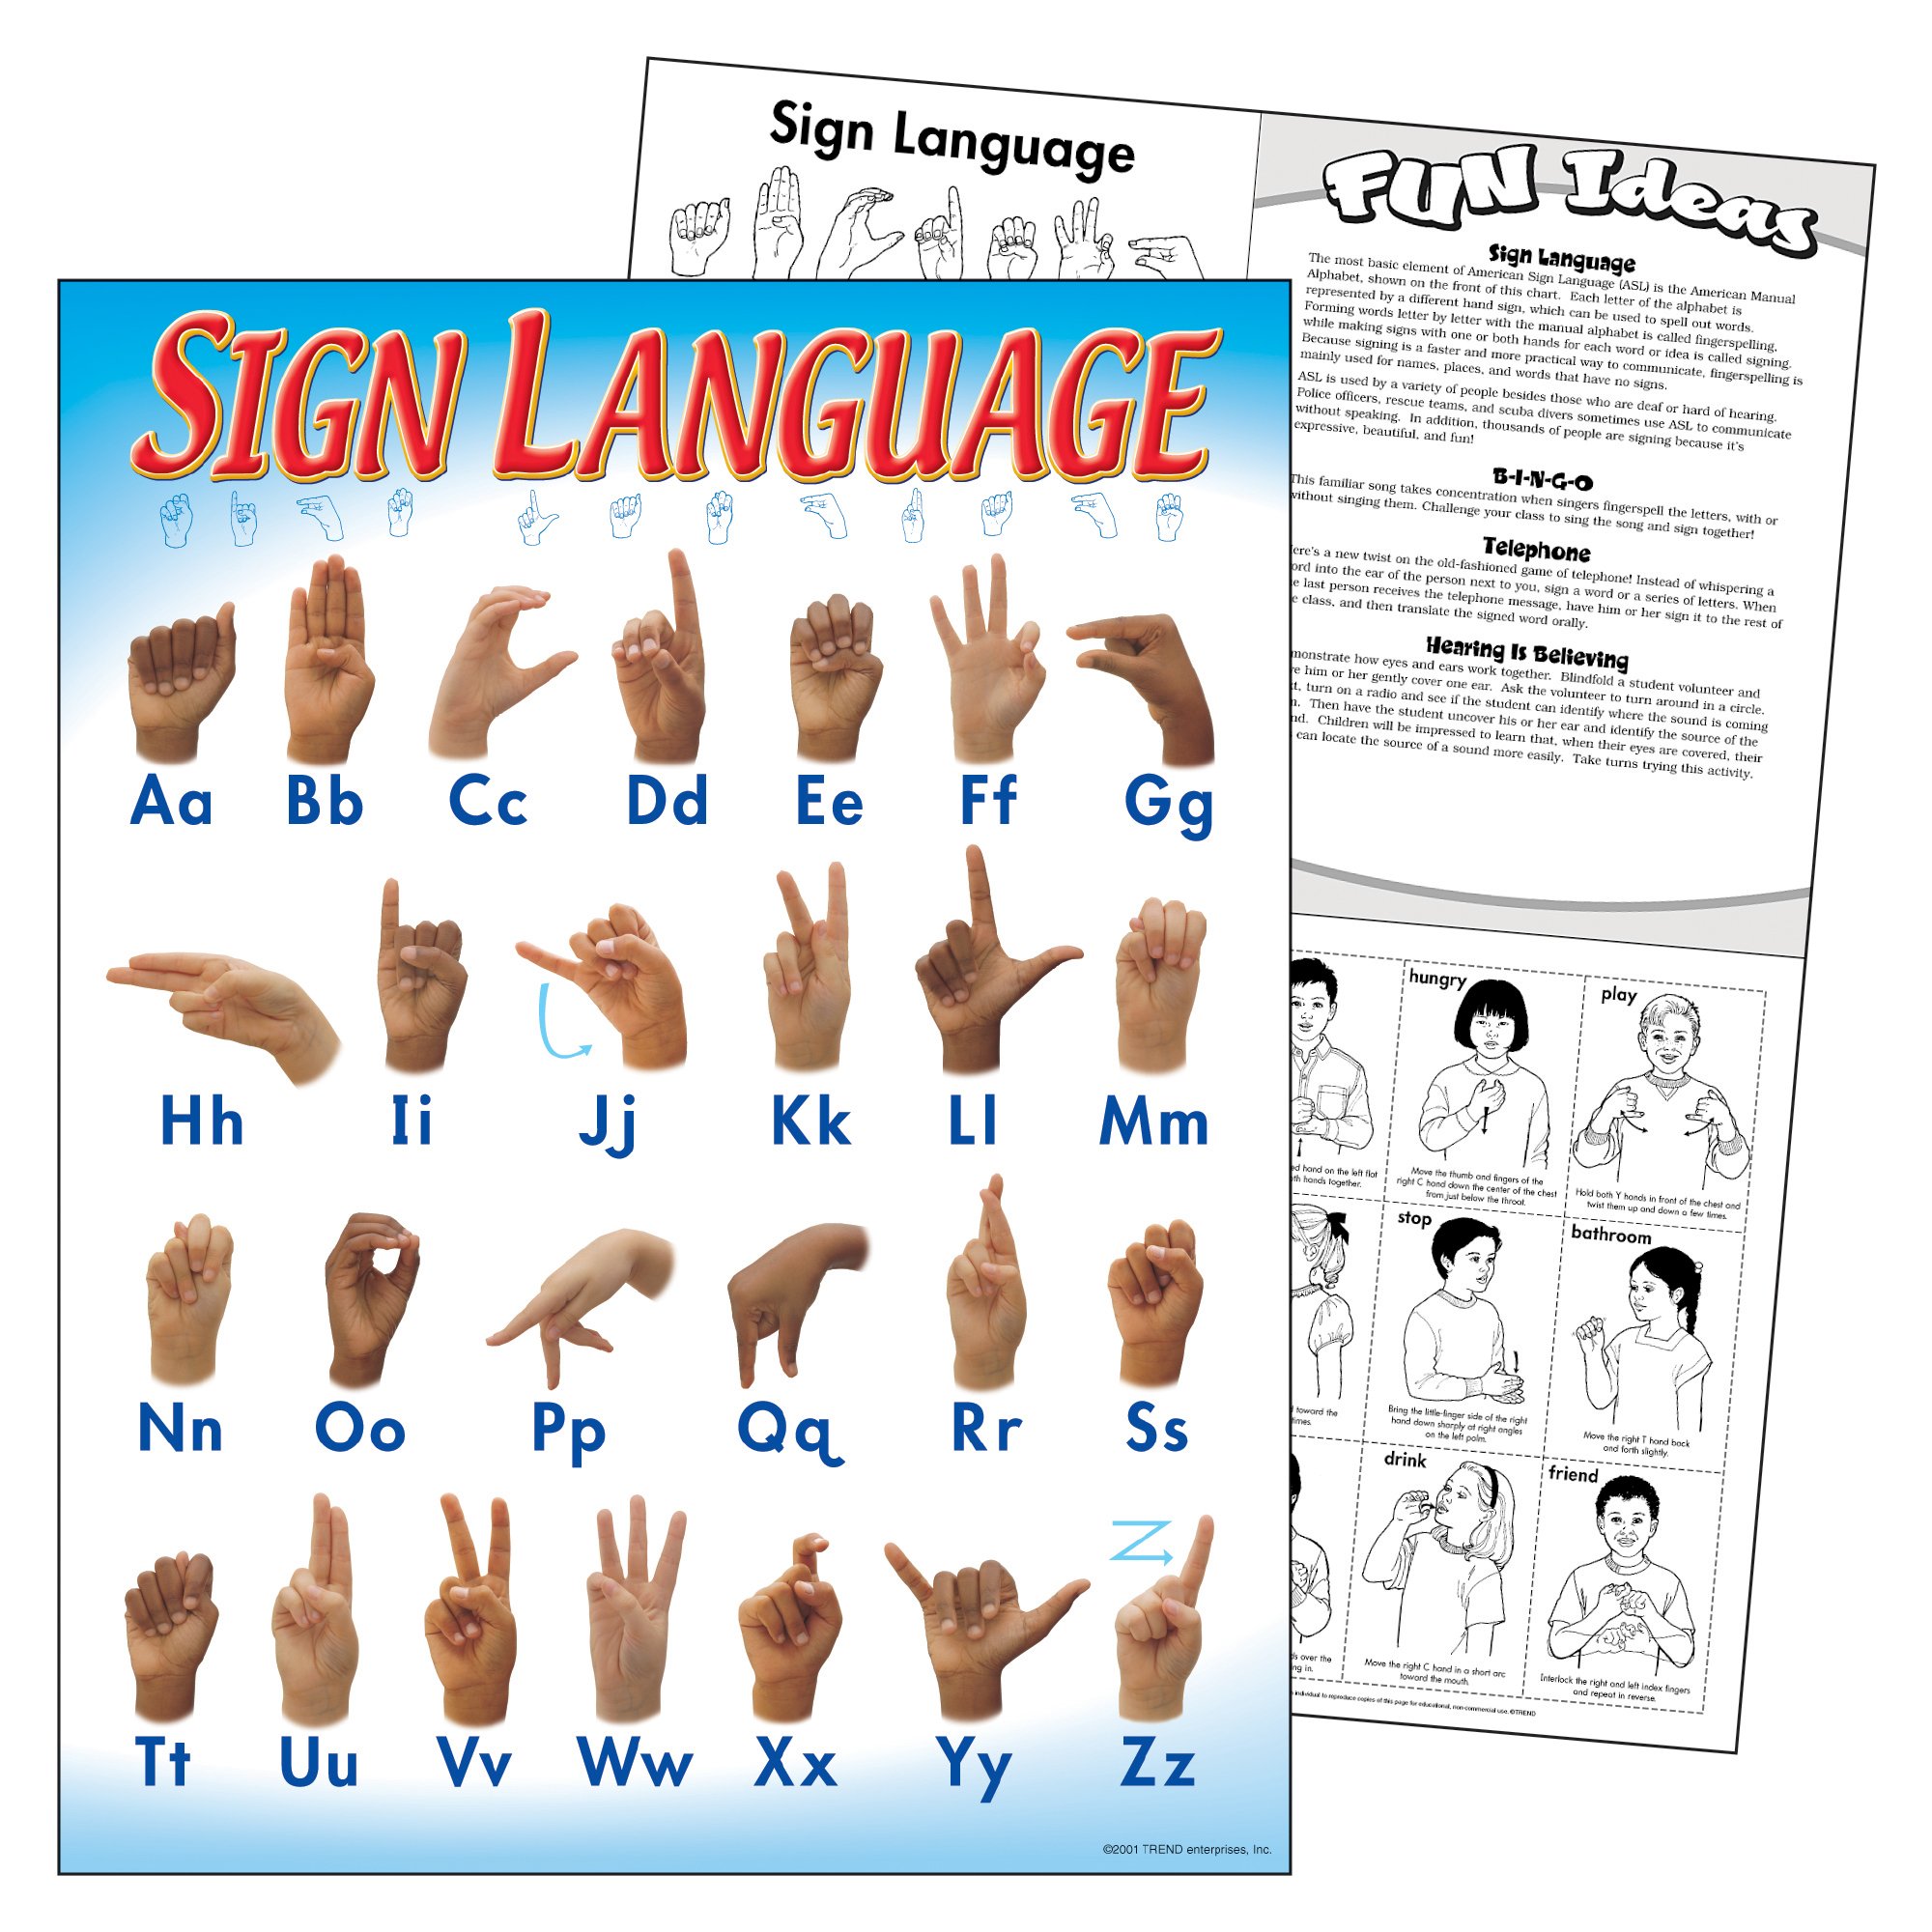 Sign Language
FUN Ideas
Sign Language
The most basic element of American Sign Language (ASL) is the American Manual
Alphabet, shown on the front of this chart. Each letter of the alphabet is
represented by a different hand sign, which can be used to spell out words.
Forming words letter by letter with the manual alphabet is called fingerspelling,
while making signs with one or both hands for each word or idea is called signing.
Because signing is a faster and more practical way to communicate, fingerspelling is
mainly used for names, places, and words that have no signs.
ASL is used by a variety of people besides those who are deaf or hard of hearing.
Police officers, rescue teams, and scuba divers sometimes use ASL to communicate
without speaking. In addition, thousands of people are signing because it's
expressive, beautiful, and fun!
B-I-N-G-O
This familiar song takes concentration when singers fingerspell the letters, with or
without singing them. Challenge your class to sing the song and sign together!
Telephone
ere's a new twist on the old-fashioned game of telephone! Instead of whispering a
ord into the ear of the person next to you, sign a word or a series of letters. When
e last person receives the telephone message, have him or her sign it to the rest of
e class, and then translate the signed word orally.
Hearing Is Believing
monstrate how eyes and ears work together. Blindfold a student volunteer and
e him or her gently cover one ear. Ask the volunteer to turn around in a circle.
t, turn on a radio and see if the student can identify where the sound is coming
m. Then have the student uncover his or her ear and identify the source of the
nd. Children will be impressed to learn that, when their eyes are covered, their
can locate the source of a sound more easily. Take turns trying this activity.
SIGN LANGUAGE
Aa Bb Cc Dd Ee Ff Gg
Hh Ii Jj Kk Ll Mm
Nn Oo Pp Qq Rr Ss
Tt Uu Vv Ww Xx Yy Zz
©2001 TREND enterprises, Inc.
ed hand on the left flat
th hands together.
hungry
Move the thumb and fingers of the
right C hand down the center of the chest
from just below the throat.
play
Hold both Y hands in front of the chest and
twist them up and down a few times.
toward the
times.
stop
Bring the little-finger side of the right
hand down sharply at right angles
on the left palm.
bathroom
Move the right T hand back
and forth slightly.
ds over the
ng in.
drink
Move the right C hand in a short arc
toward the mouth.
friend
Interlock the right and left index fingers
and repeat in reverse.
individual to reproduce copies of this page for educational, non-commercial use. ©TREND